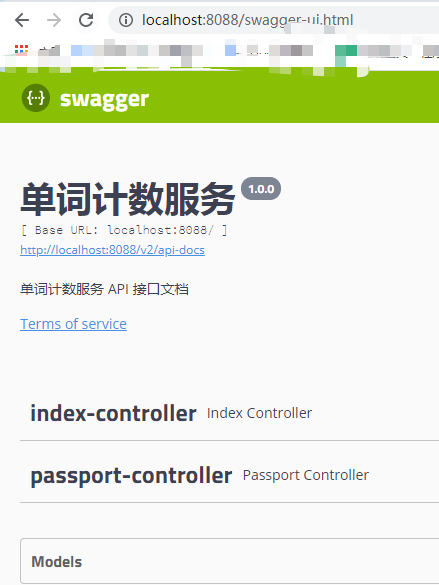 localhost:8088/swagger-ui.html
{··} swagger
单词计数服务 1.0.0
[ Base URL: localhost:8088/ ]
http://localhost:8088/v2/api-docs
单词计数服务 API 接口文档
Terms of service
index-controller Index Controller
passport-controller Passport Controller
Models